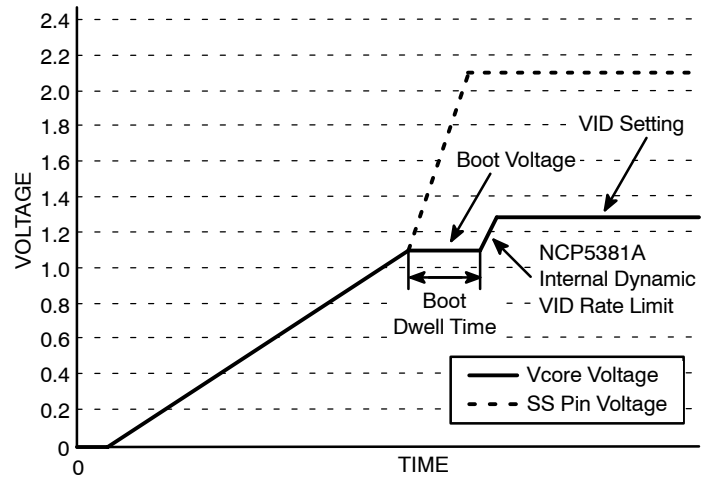 2.4
2.2
2.0
1.8
1.6
1.4
1.2
1.0
0.8
0.6
0.4
0.2
0
0
VOLTAGE
TIME
VID Setting
Boot Voltage
NCP5381A
Internal Dynamic
VID Rate Limit
Boot
Dwell Time
Vcore Voltage
SS Pin Voltage